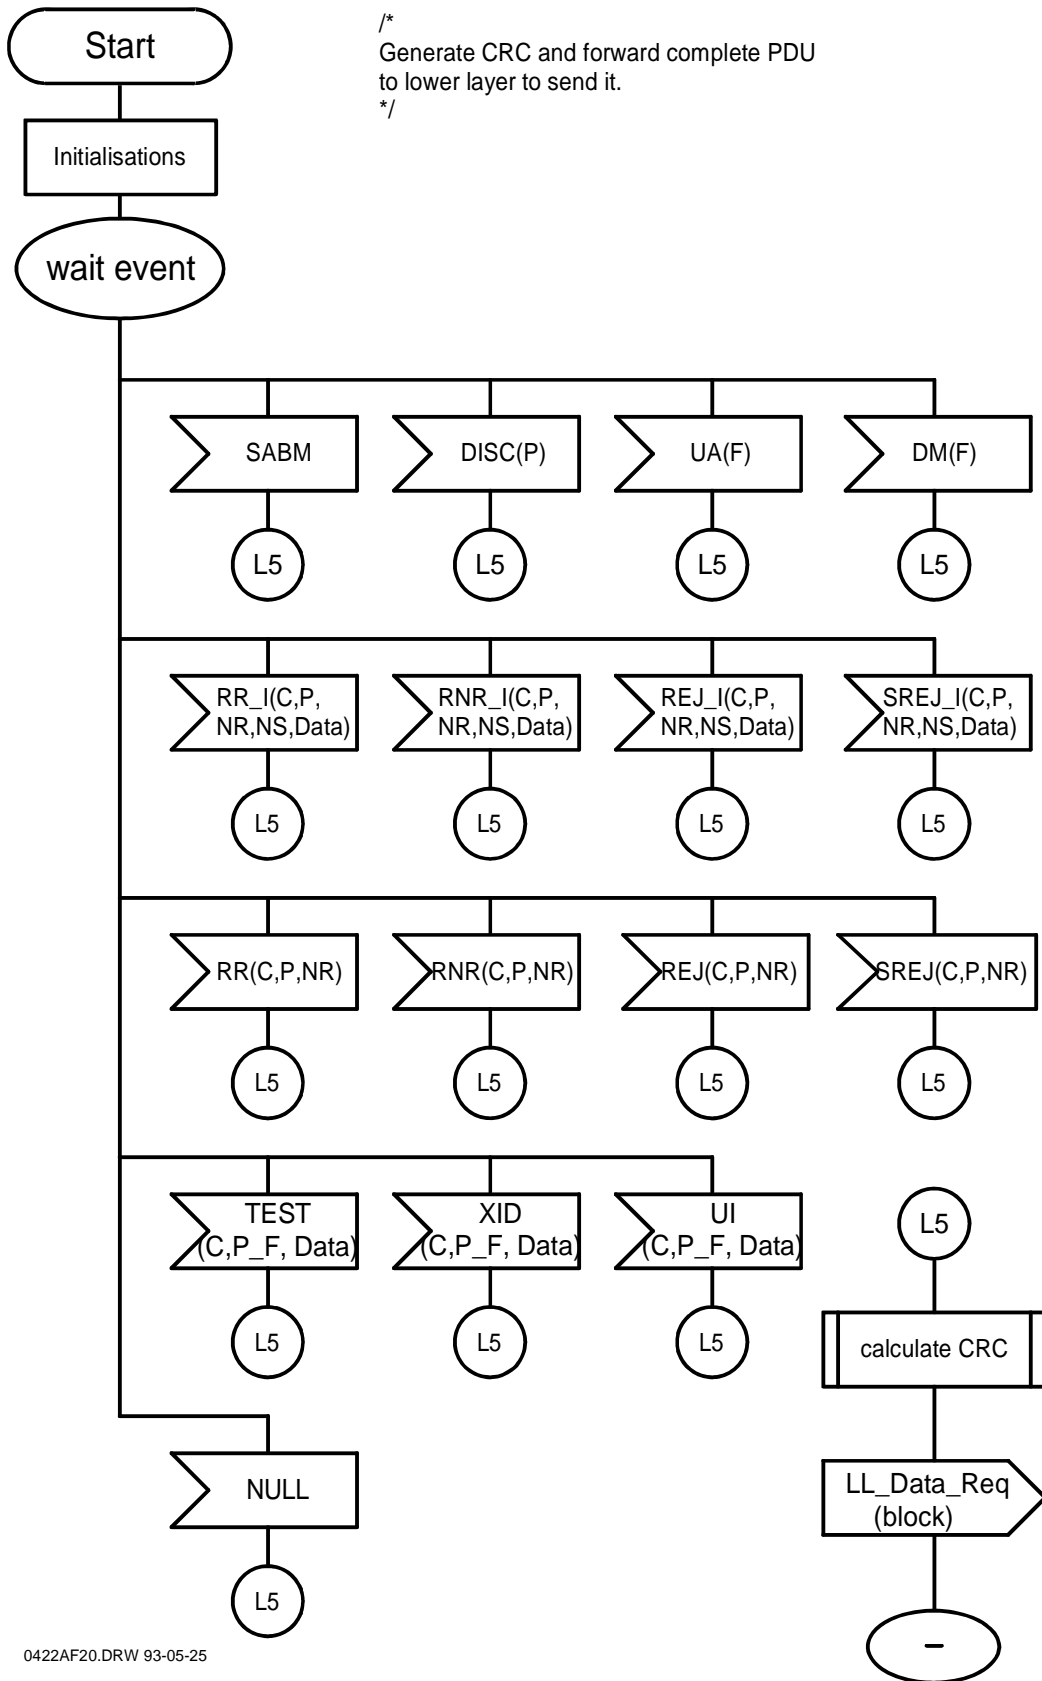 Start
/*
Generate CRC and forward complete PDU
to lower layer to send it.
*/
Initialisations
wait event
SABM
DISC(P)
UA(F)
DM(F)
L5
L5
L5
L5
RR_I(C,P,
NR,NS,Data)
RNR_I(C,P,
NR,NS,Data)
REJ_I(C,P,
NR,NS,Data)
SREJ_I(C,P,
NR,NS,Data)
L5
L5
L5
L5
RR(C,P,NR)
RNR(C,P,NR)
REJ(C,P,NR)
SREJ(C,P,NR)
L5
L5
L5
L5
TEST
(C,P_F, Data)
XID
(C,P_F, Data)
UI
(C,P_F, Data)
L5
L5
L5
L5
calculate CRC
NULL
LL_Data_Req
(block)
L5
–
0422AF20.DRW 93-05-25